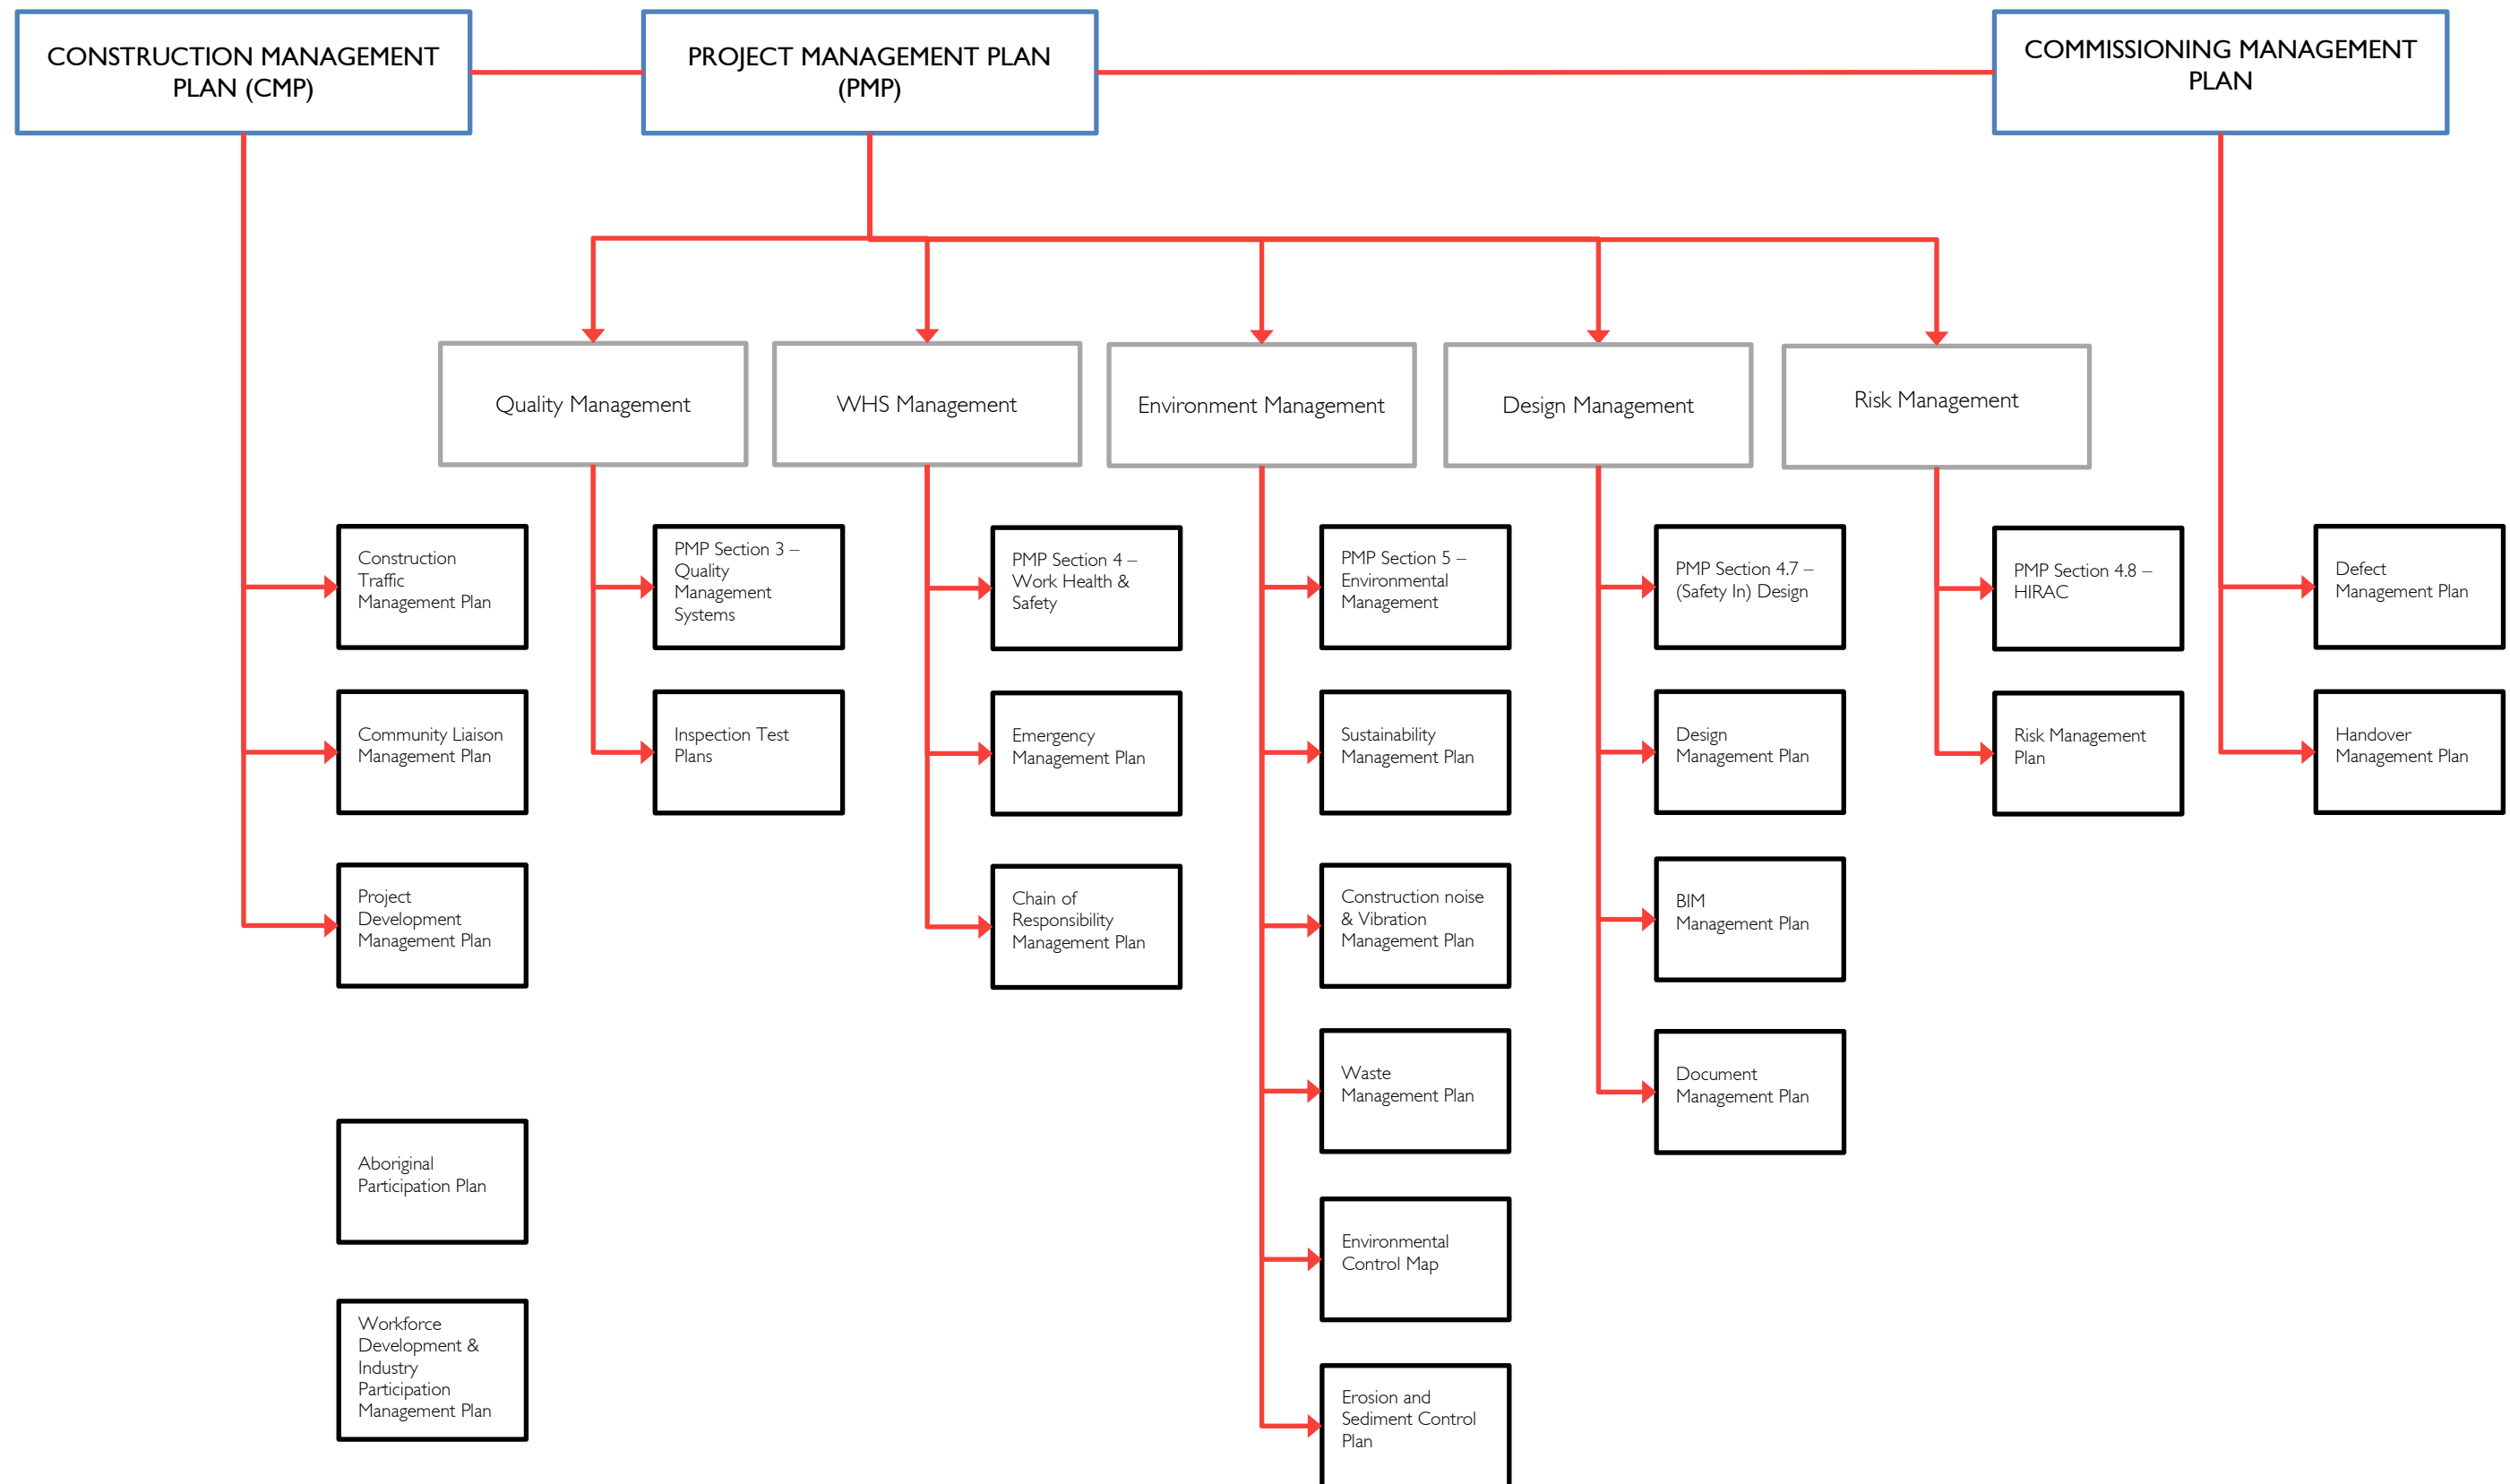 CONSTRUCTION MANAGEMENT
PLAN (CMP)
PROJECT MANAGEMENT PLAN
(PMP)
COMMISSIONING MANAGEMENT
PLAN
Quality Management
WHS Management
Environment Management
Design Management
Risk Management
Construction
Traffic
Management Plan
Community Liaison
Management Plan
Project
Development
Management Plan
Aboriginal
Participation Plan
Workforce
Development &
Industry
Participation
Management Plan
PMP Section 3 –
Quality
Management
Systems
Inspection Test
Plans
PMP Section 4 –
Work Health &
Safety
Emergency
Management Plan
Chain of
Responsibility
Management Plan
PMP Section 5 –
Environmental
Management
Sustainability
Management Plan
Construction noise
& Vibration
Management Plan
Waste
Management Plan
Environmental
Control Map
Erosion and
Sediment Control
Plan
PMP Section 4.7 –
(Safety In) Design
Design
Management Plan
BIM
Management Plan
Document
Management Plan
PMP Section 4.8 –
HIRAC
Risk Management
Plan
Defect
Management Plan
Handover
Management Plan